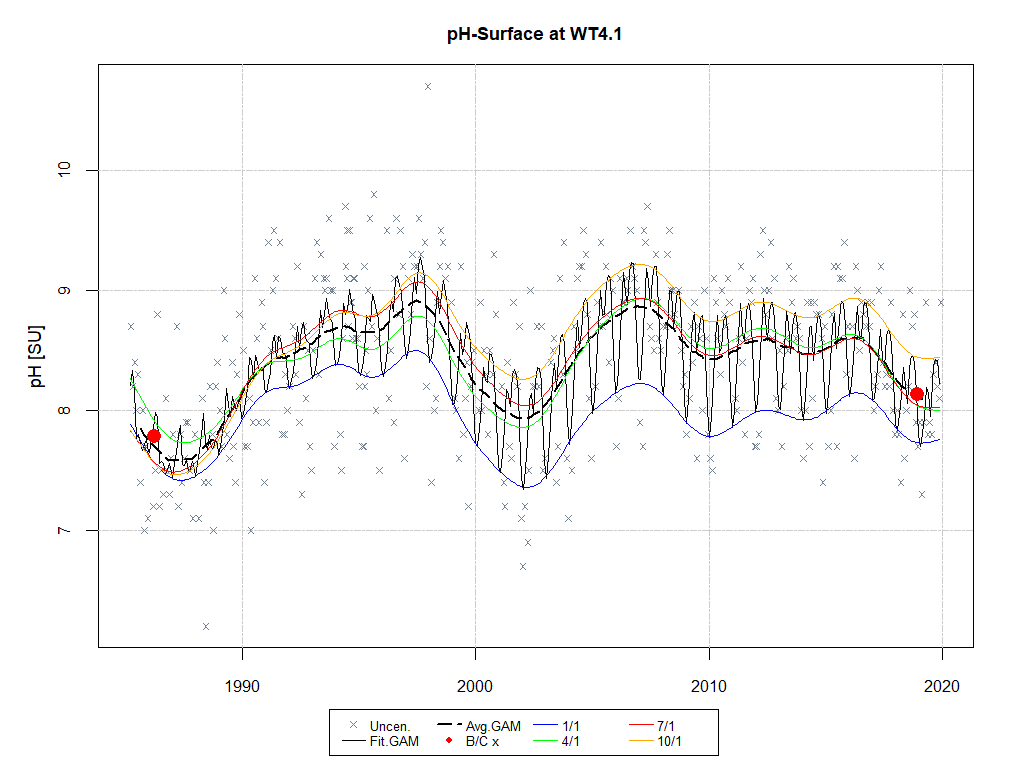 pH-Surface at WT4.1
pH [SU]
10
9
8
7
1990 2000 2010 2020
Uncen. Avg.GAM 1/1 7/1
Fit.GAM B/C x 4/1 10/1